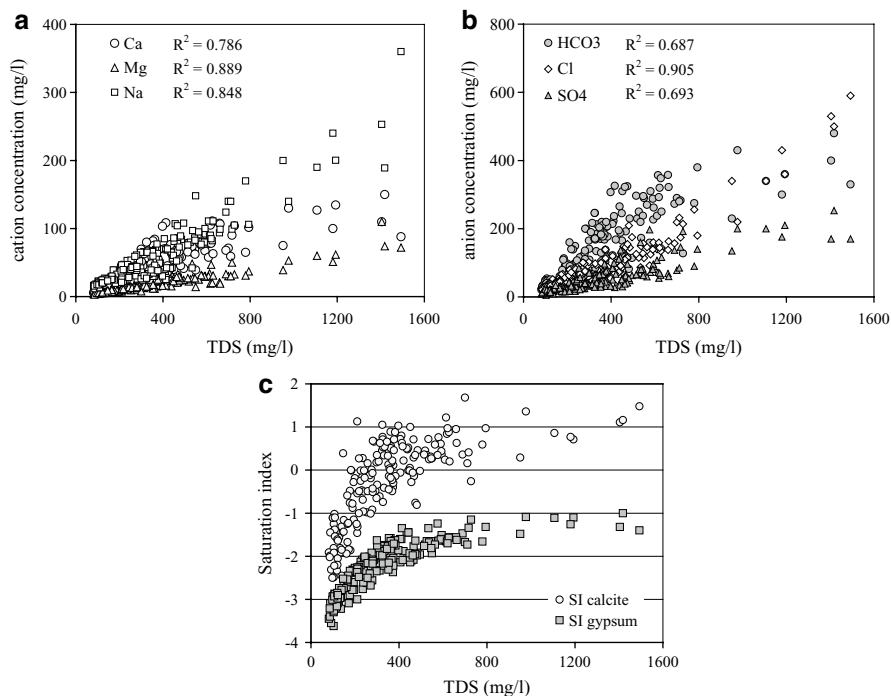 a
400
300
200
100
0
cation concentration (mg/l)
Ca R² = 0.786
Mg R² = 0.889
Na R² = 0.848
0 400 800 1200 1600
TDS (mg/l)
b
800
600
400
200
0
anion concentration (mg/l)
HCO3 R² = 0.687
Cl R² = 0.905
SO4 R² = 0.693
0 400 800 1200 1600
TDS (mg/l)
c
2
1
0
-1
-2
-3
-4
Saturation index
SI calcite
SI gypsum
0 400 800 1200 1600
TDS (mg/l)